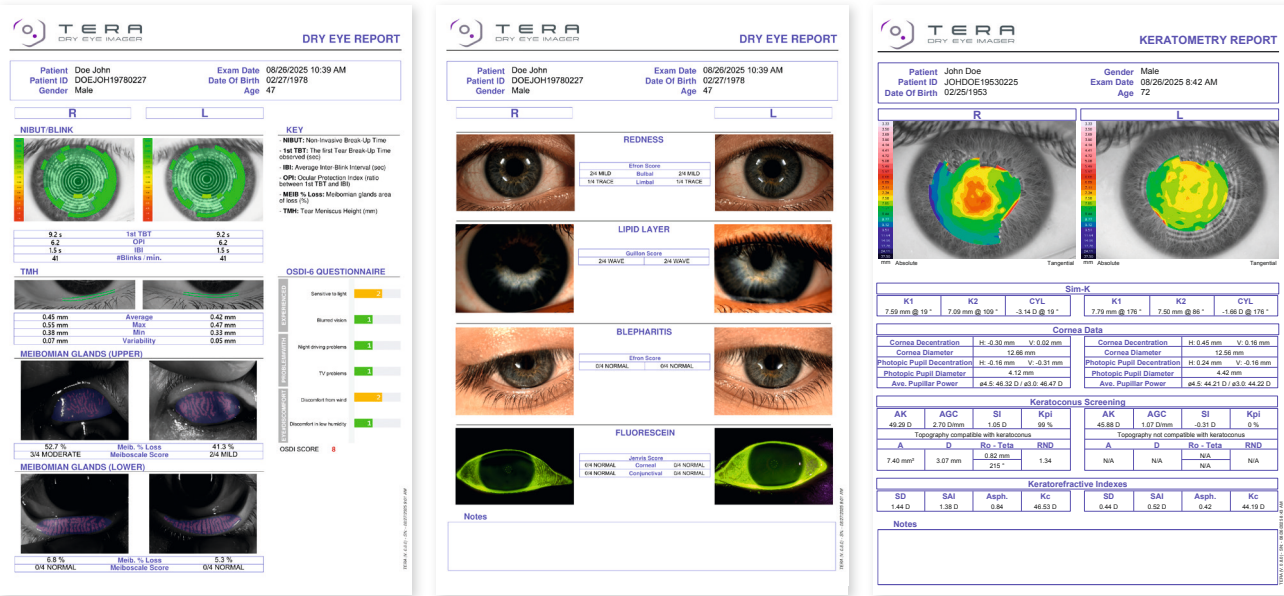 TERA
DRY EYE IMAGER
DRY EYE REPORT
Patient Doe John Exam Date 08/26/2025 10:39 AM
Patient ID DOEJOH19780227 Date Of Birth 02/27/1978
Gender Male Age 47
R L
NIBUT/BLINK
KEY
- NIBUT: Non-Invasive Break-Up Time
- 1st TBT: The first Tear Break-Up Time
observed (sec)
- IBI: Average Inter-Blink Interval (sec)
- OPI: Ocular Protection Index (ratio
between 1st TBT and IBI)
- MEIB % Loss: Meibomian glands area
of loss (%)
- TMH: Tear Meniscus Height (mm)
9.2 s 1st TBT 9.2 s
6.2 OPI 6.2
1.5 s IBI 1.5 s
41 #Blinks / min. 41
TMH
0.45 mm Average 0.42 mm
0.55 mm Max 0.47 mm
0.38 mm Min 0.33 mm
0.07 mm Variability 0.05 mm
MEIBOMIAN GLANDS (UPPER)
52.7 % Meib. % Loss 41.3 %
3/4 MODERATE Meiboscale Score 2/4 MILD
MEIBOMIAN GLANDS (LOWER)
6.8 % Meib. % Loss 5.3 %
0/4 NORMAL Meiboscale Score 0/4 NORMAL
OSDI-6 QUESTIONNAIRE
EXPERIENCED
Sensitive to light 2
Blurred vision 1
PROBLEM WITH
Night driving problems 1
TV problems 1
Discomfort from wind 2
Discomfort in low humidity 1
OSDI SCORE 8
TERA
DRY EYE IMAGER
DRY EYE REPORT
Patient Doe John Exam Date 08/26/2025 10:39 AM
Patient ID DOEJOH19780227 Date Of Birth 02/27/1978
Gender Male Age 47
R L
REDNESS
Efron Score
2/4 MILD Bulbal 2/4 MILD
1/4 TRACE Limbal 1/4 TRACE
LIPID LAYER
Guillon Score
2/4 WAVE 2/4 WAVE
BLEPHARITIS
Efron Score
0/4 NORMAL 0/4 NORMAL
FLUORESCEIN
Janvis Score
0/4 NORMAL Corneal 0/4 NORMAL
0/4 NORMAL Conjunctival 0/4 NORMAL
Notes
TERA
DRY EYE IMAGER
KERATOMETRY REPORT
Patient John Doe Gender Male
Patient ID JOHDOE19530225 Exam Date 08/26/2025 8:42 AM
Date Of Birth 02/25/1953 Age 72
R L
mm Absolute Tangential mm Absolute Tangential
Sim-K
K1 K2 CYL K1 K2 CYL
7.59 mm @ 19 ° 7.09 mm @ 109 ° -3.14 D @ 19 ° 7.79 mm @ 176 ° 7.50 mm @ 86 ° -1.66 D @ 176 °
Cornea Data
Cornea Decentration H: -0.30 mm V: 0.02 mm Cornea Decentration H: 0.45 mm V: 0.16 mm
Cornea Diameter 12.66 mm Cornea Diameter 12.56 mm
Photopic Pupil Decentration H: -0.16 mm V: -0.31 mm Photopic Pupil Decentration H: 0.24 mm V: -0.16 mm
Photopic Pupil Diameter 4.12 mm Photopic Pupil Diameter 4.42 mm
Ave. Pupillar Power ø4.5: 46.32 D / ø3.0: 46.47 D Ave. Pupillar Power ø4.5: 44.21 D / ø3.0: 44.22 D
Keratoconus Screening
AK AGC SI Kpi AK AGC SI Kpi
49.29 D 2.70 D/mm 1.05 D 99 % 45.88 D 1.07 D/mm -0.31 D 0 %
Topography compatible with keratoconus Topography not compatible with keratoconus
A D Ro - Teta RND A D Ro - Teta RND
7.40 mm² 3.07 mm 0.82 mm 1.34 N/A N/A N/A N/A
215 ° N/A
Keratorefractive Indexes
SD SAI Asph. Kc SD SAI Asph. Kc
1.44 D 1.38 D 0.84 46.53 D 0.44 D 0.52 D 0.42 44.19 D
Notes